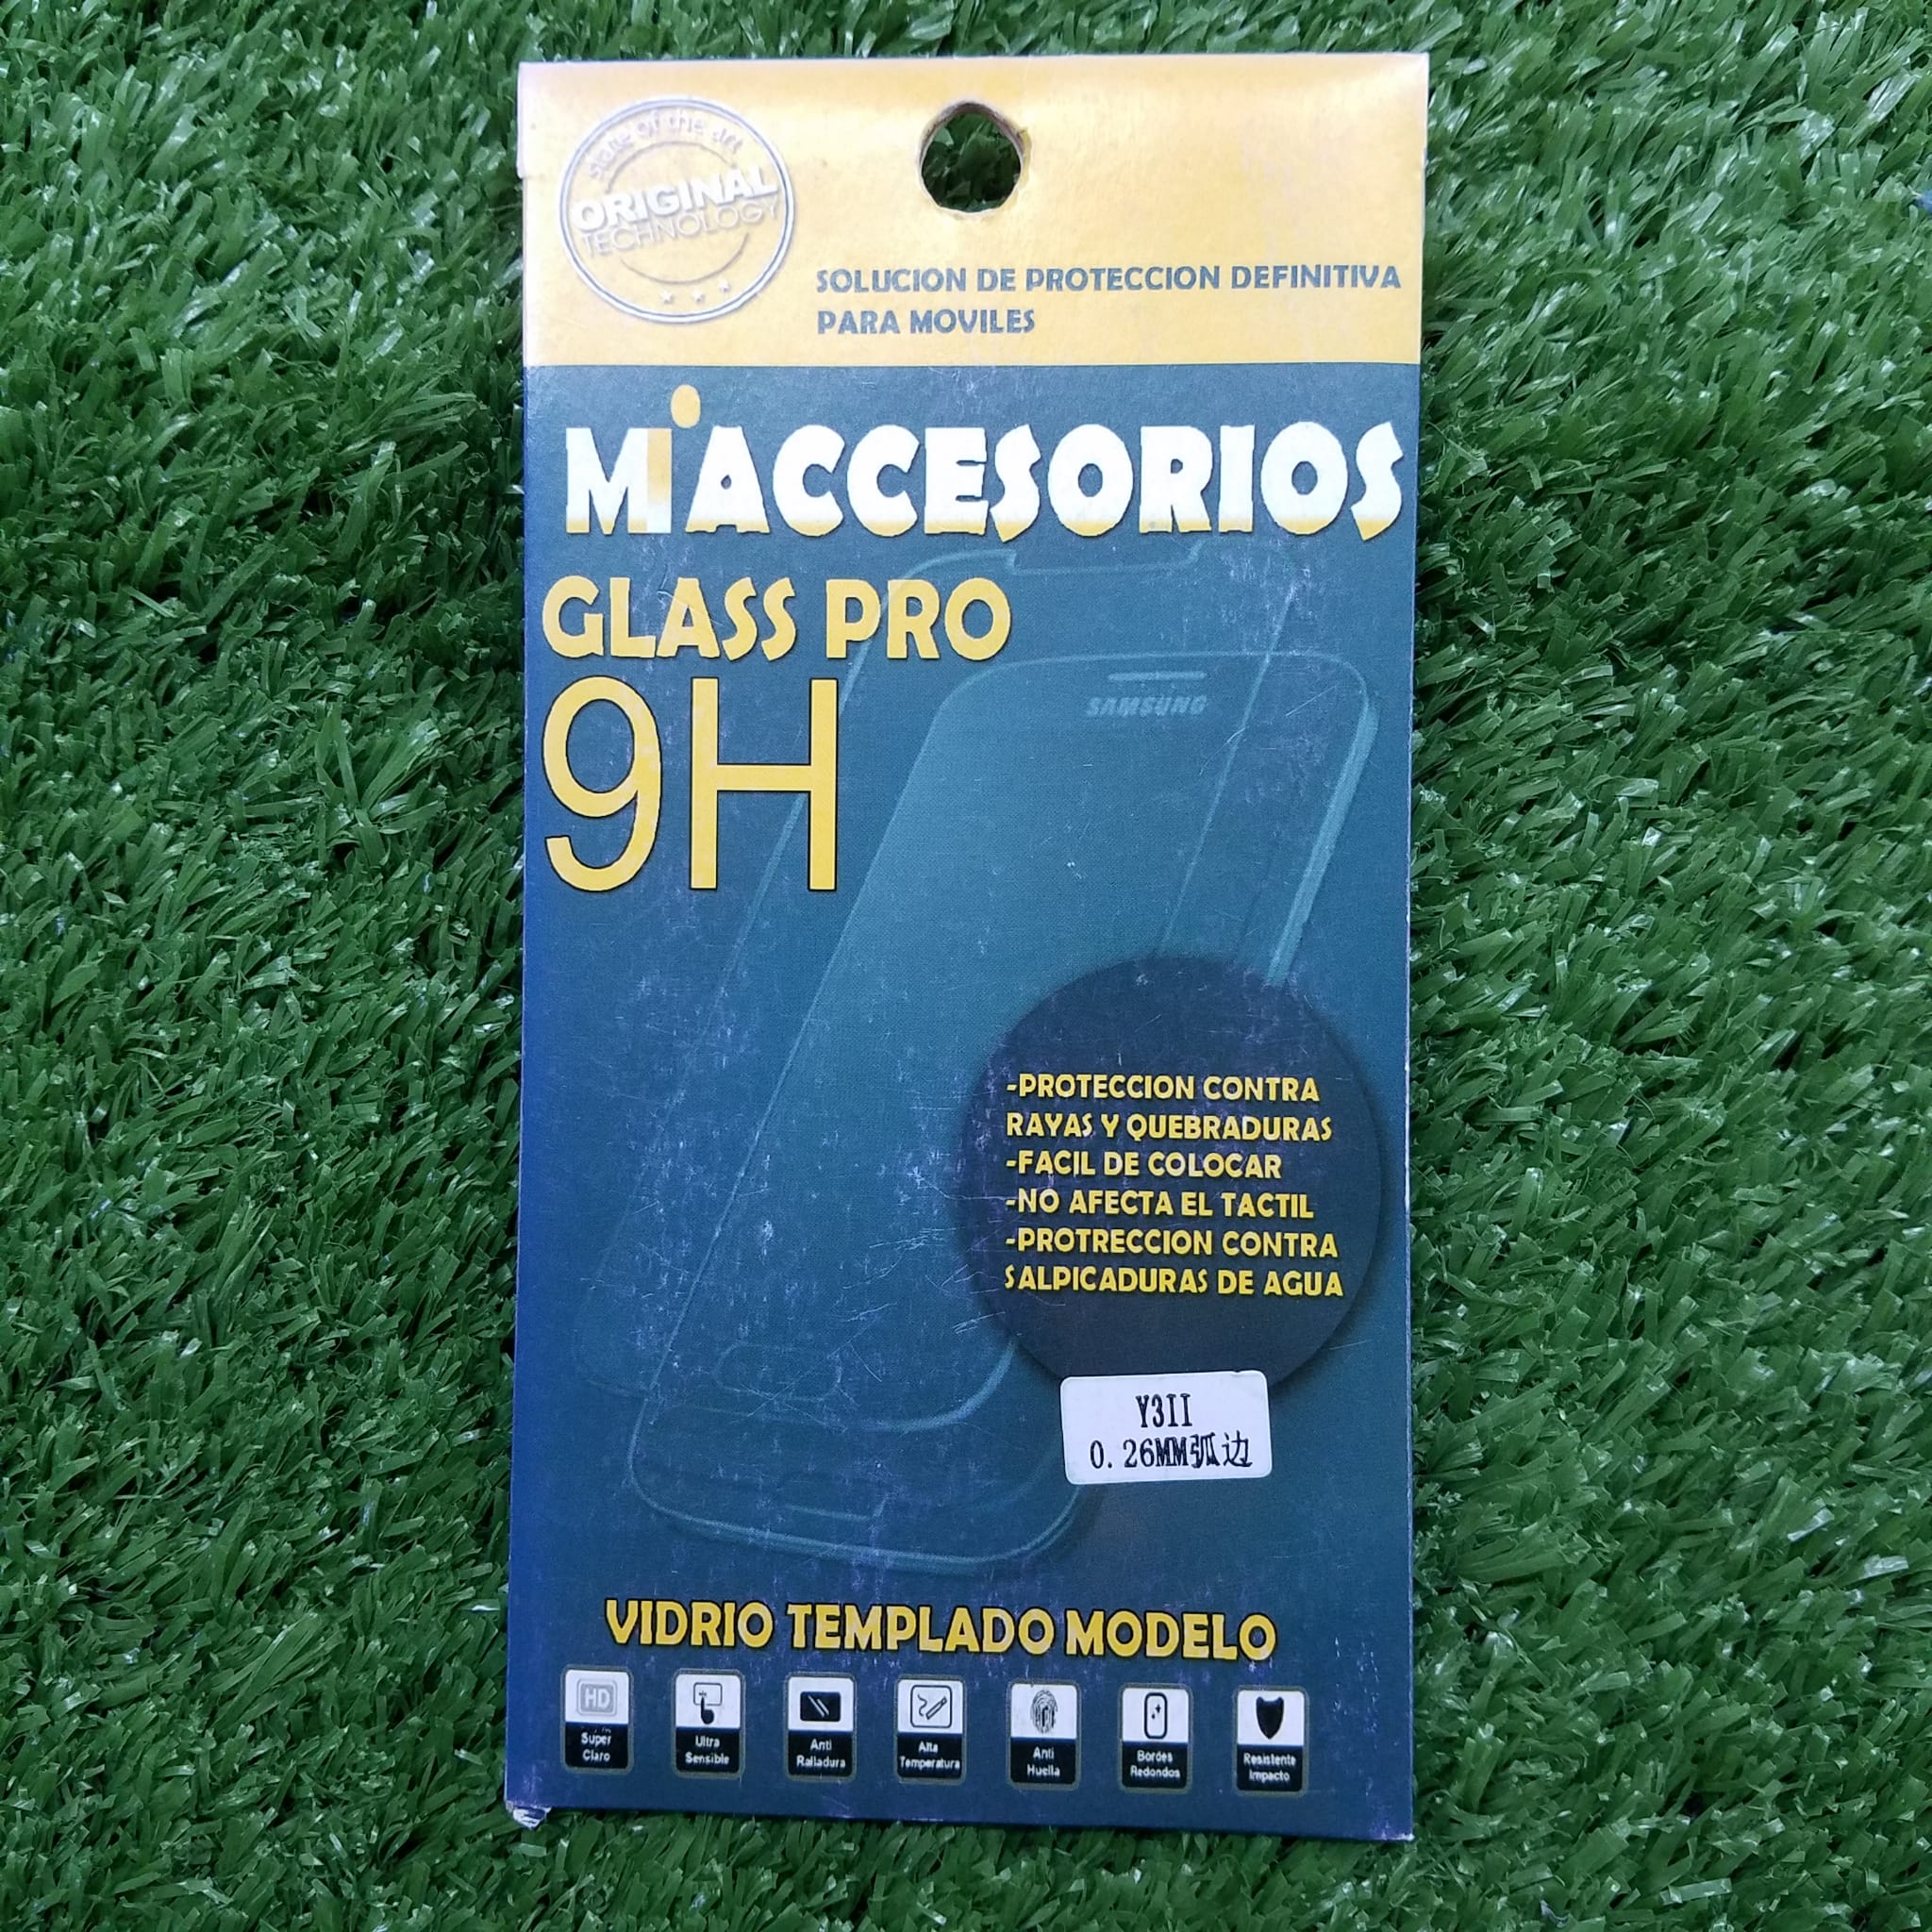 state of the art
ORIGINAL
TECHNOLOGY
SOLUCION DE PROTECCION DEFINITIVA
PARA MOVILES
Mi ACCESORIOS
GLASS PRO
9H
SAMSUNG
-PROTECCION CONTRA
RAYAS Y QUEBRADURAS
-FACIL DE COLOCAR
-NO AFECTA EL TACTIL
-PROTRECCION CONTRA
SALPICADURAS DE AGUA
Y3II
0.26MM弧边
VIDRIO TEMPLADO MODELO
HD
Super
Claro
Ultra
Sensible
Anti
Ralladura
Alta
Temperatura
Anti
Huella
Bordes
Redondos
Resistente
Impacto